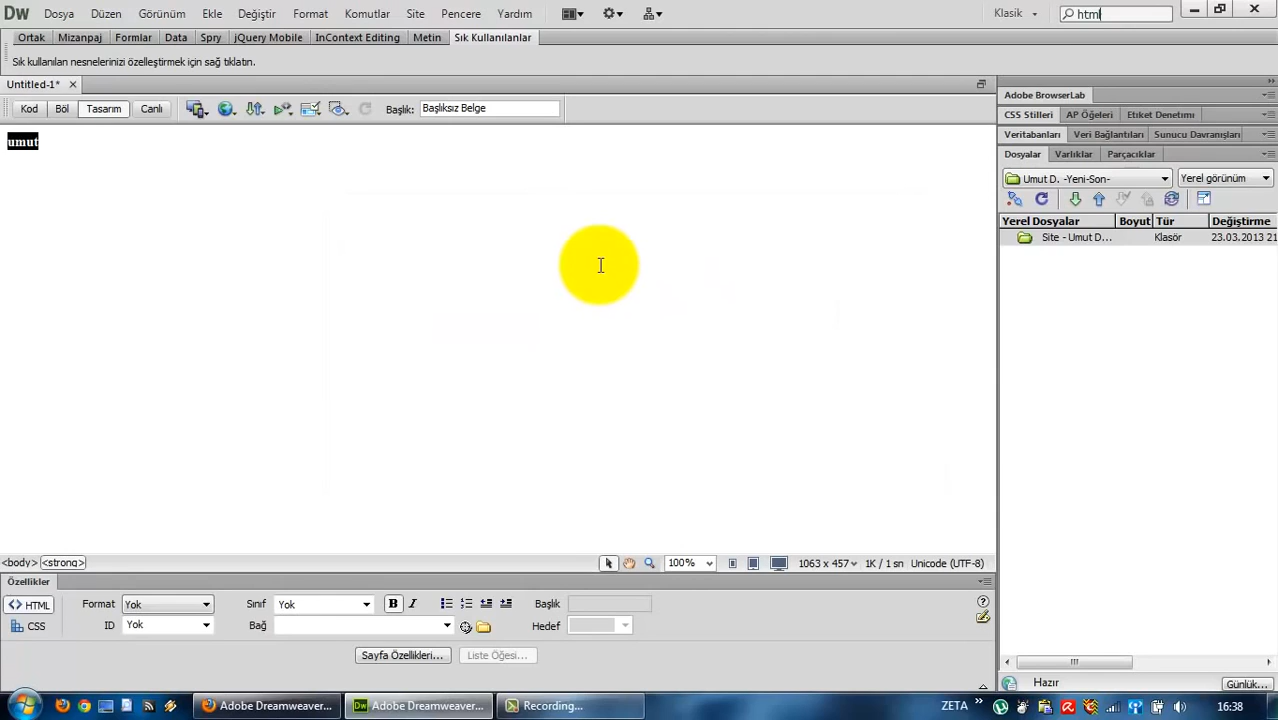 Dw Dosya Düzen Görünüm Ekle Değiştir Format Komutlar Site Pencere Yardım Klasik html
Ortak Mizanpaj Formlar Data Spry jQuery Mobile InContext Editing Metin Sık Kullanılanlar
Sık kullanılan nesnelerinizi özelleştirmek için sağ tıklatın.
Untitled-1*
Kod Böl Tasarım Canlı Başlık: Başlıksız Belge
umut
Adobe BrowserLab
CSS Stilleri AP Öğeleri Etiket Denetimi
Veritabanları Veri Bağlantıları Sunucu Davranışları
Dosyalar Varlıklar Parçacıklar
Umut D. -Yeni-Son- Yerel görünüm
Yerel Dosyalar Boyut Tür Değiştirme
Site - Umut D... Klasör 23.03.2013 21
<body> <strong> 100% 1063 x 457 1K / 1 sn Unicode (UTF-8)
Özellikler
HTML Format Yok Sınıf Yok B I Başlık
CSS ID Yok Bağ Hedef
Sayfa Özellikleri... Liste Öğesi...
Hazır Günlük...
Adobe Dreamweaver... Adobe Dreamweaver... Recording... ZETA 16:38